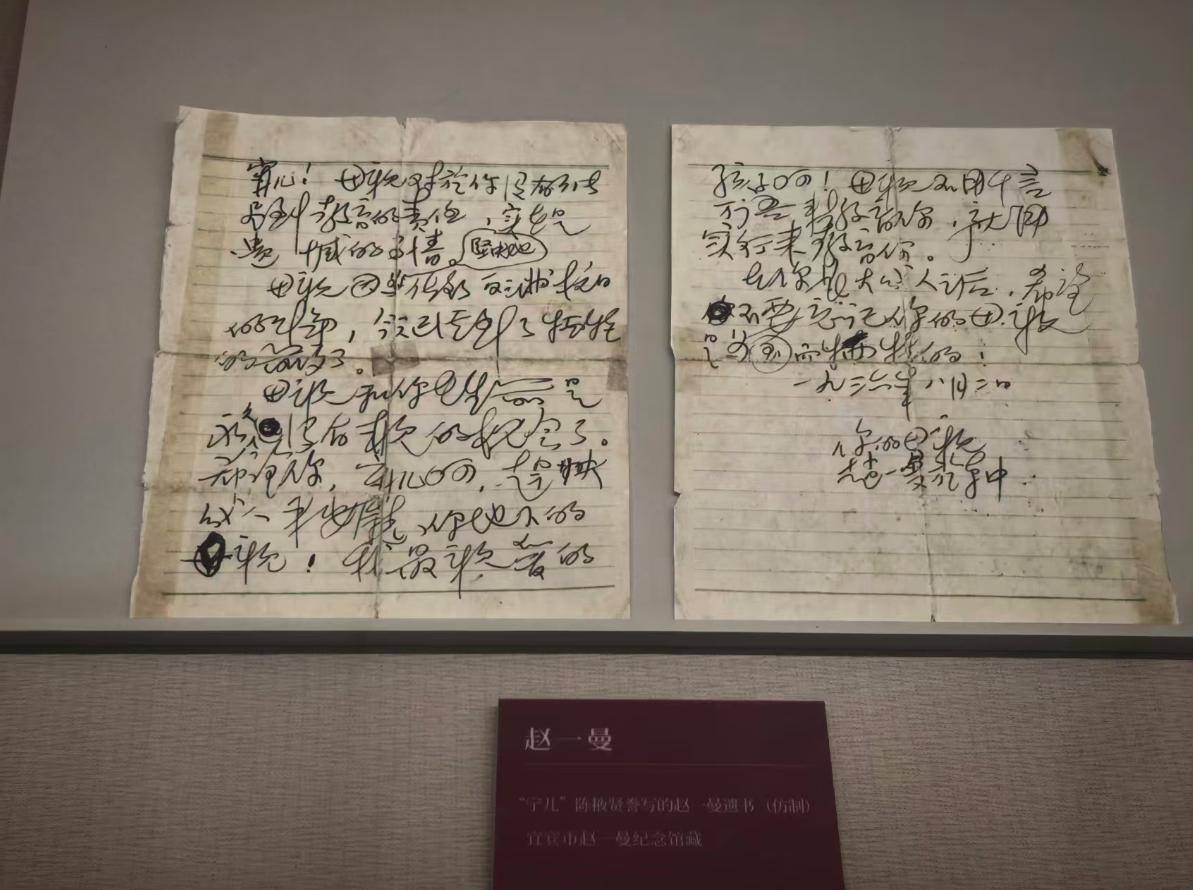 宁儿！母亲对於你没有能尽
到教育的责任，实在是
遗憾的事情。坚决地
母亲因为 反满抗日
的斗争，今天已经到了牺牲
的 了。
母亲和你在生前是
永久没有 的机会了。
希望你，宁儿啊，赶快
成人，来安慰你地下的
母亲！我最亲爱的
孩子啊！母亲不用千言
万语来教育你，就用
实行来教育你。
在你长大成人之后，希望
不要忘记你的母亲
是为国而牺牲的！
一九三六年八月二日
你的母亲
赵一曼於车中
赵一曼
“宁儿”陈掖贤誊写的赵一曼遗书（仿制）
宜宾市赵一曼纪念馆藏